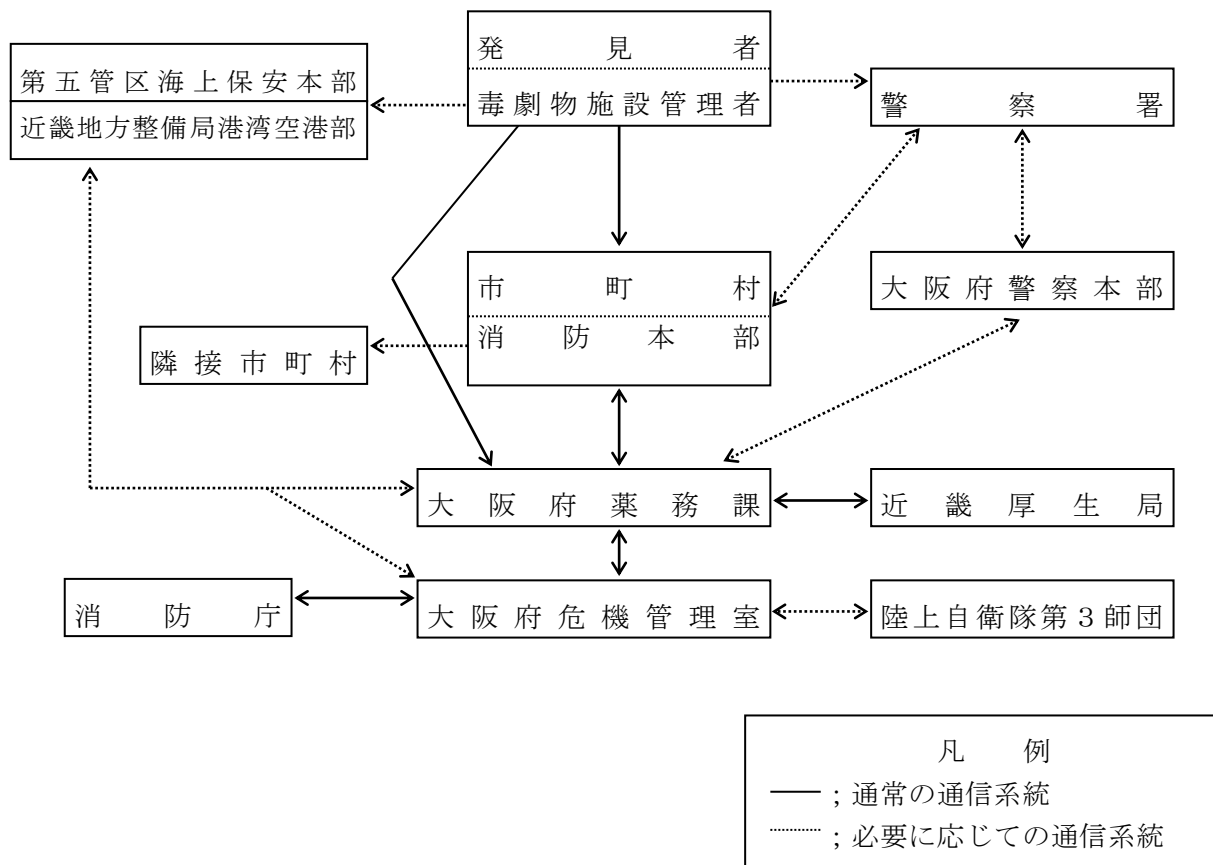 発見者
毒劇物施設管理者
第五管区海上保安本部
近畿地方整備局港湾空港部
警察署
市町村
消防本部
大阪府警察本部
隣接市町村
大阪府薬務課
近畿厚生局
消防庁
大阪府危機管理室
陸上自衛隊第3師団
凡例
;通常の通信系統
;必要に応じての通信系統